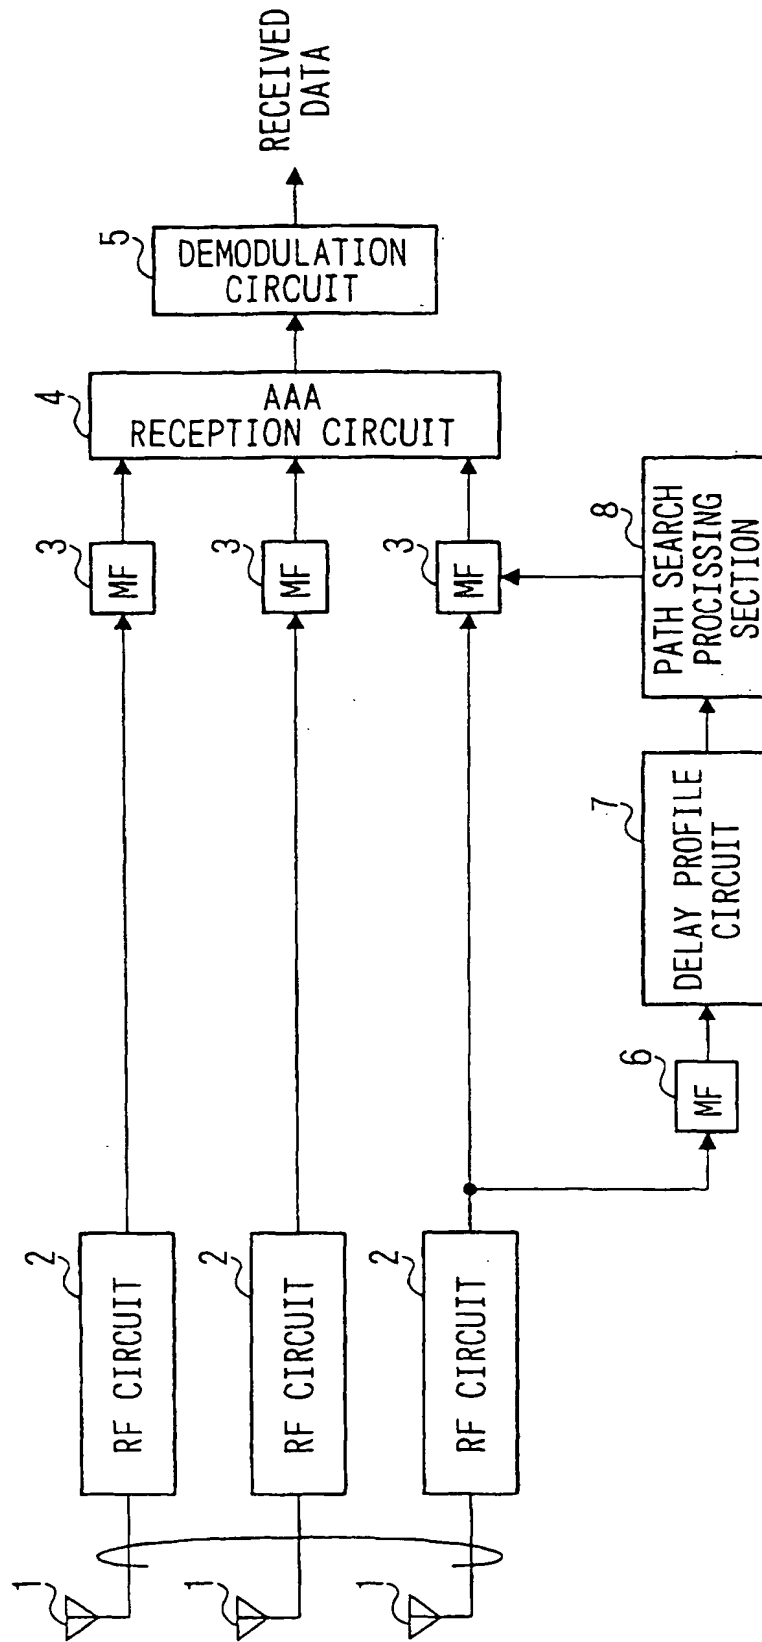 1
2
RF CIRCUIT
3
MF
4
AAA
RECEPTION CIRCUIT
5
DEMODULATION
CIRCUIT
RECEIVED
DATA
1
2
RF CIRCUIT
3
MF
1
2
RF CIRCUIT
3
MF
6
MF
7
DELAY PROFILE
CIRCUIT
8
PATH SEARCH
PROCISSING
SECTION